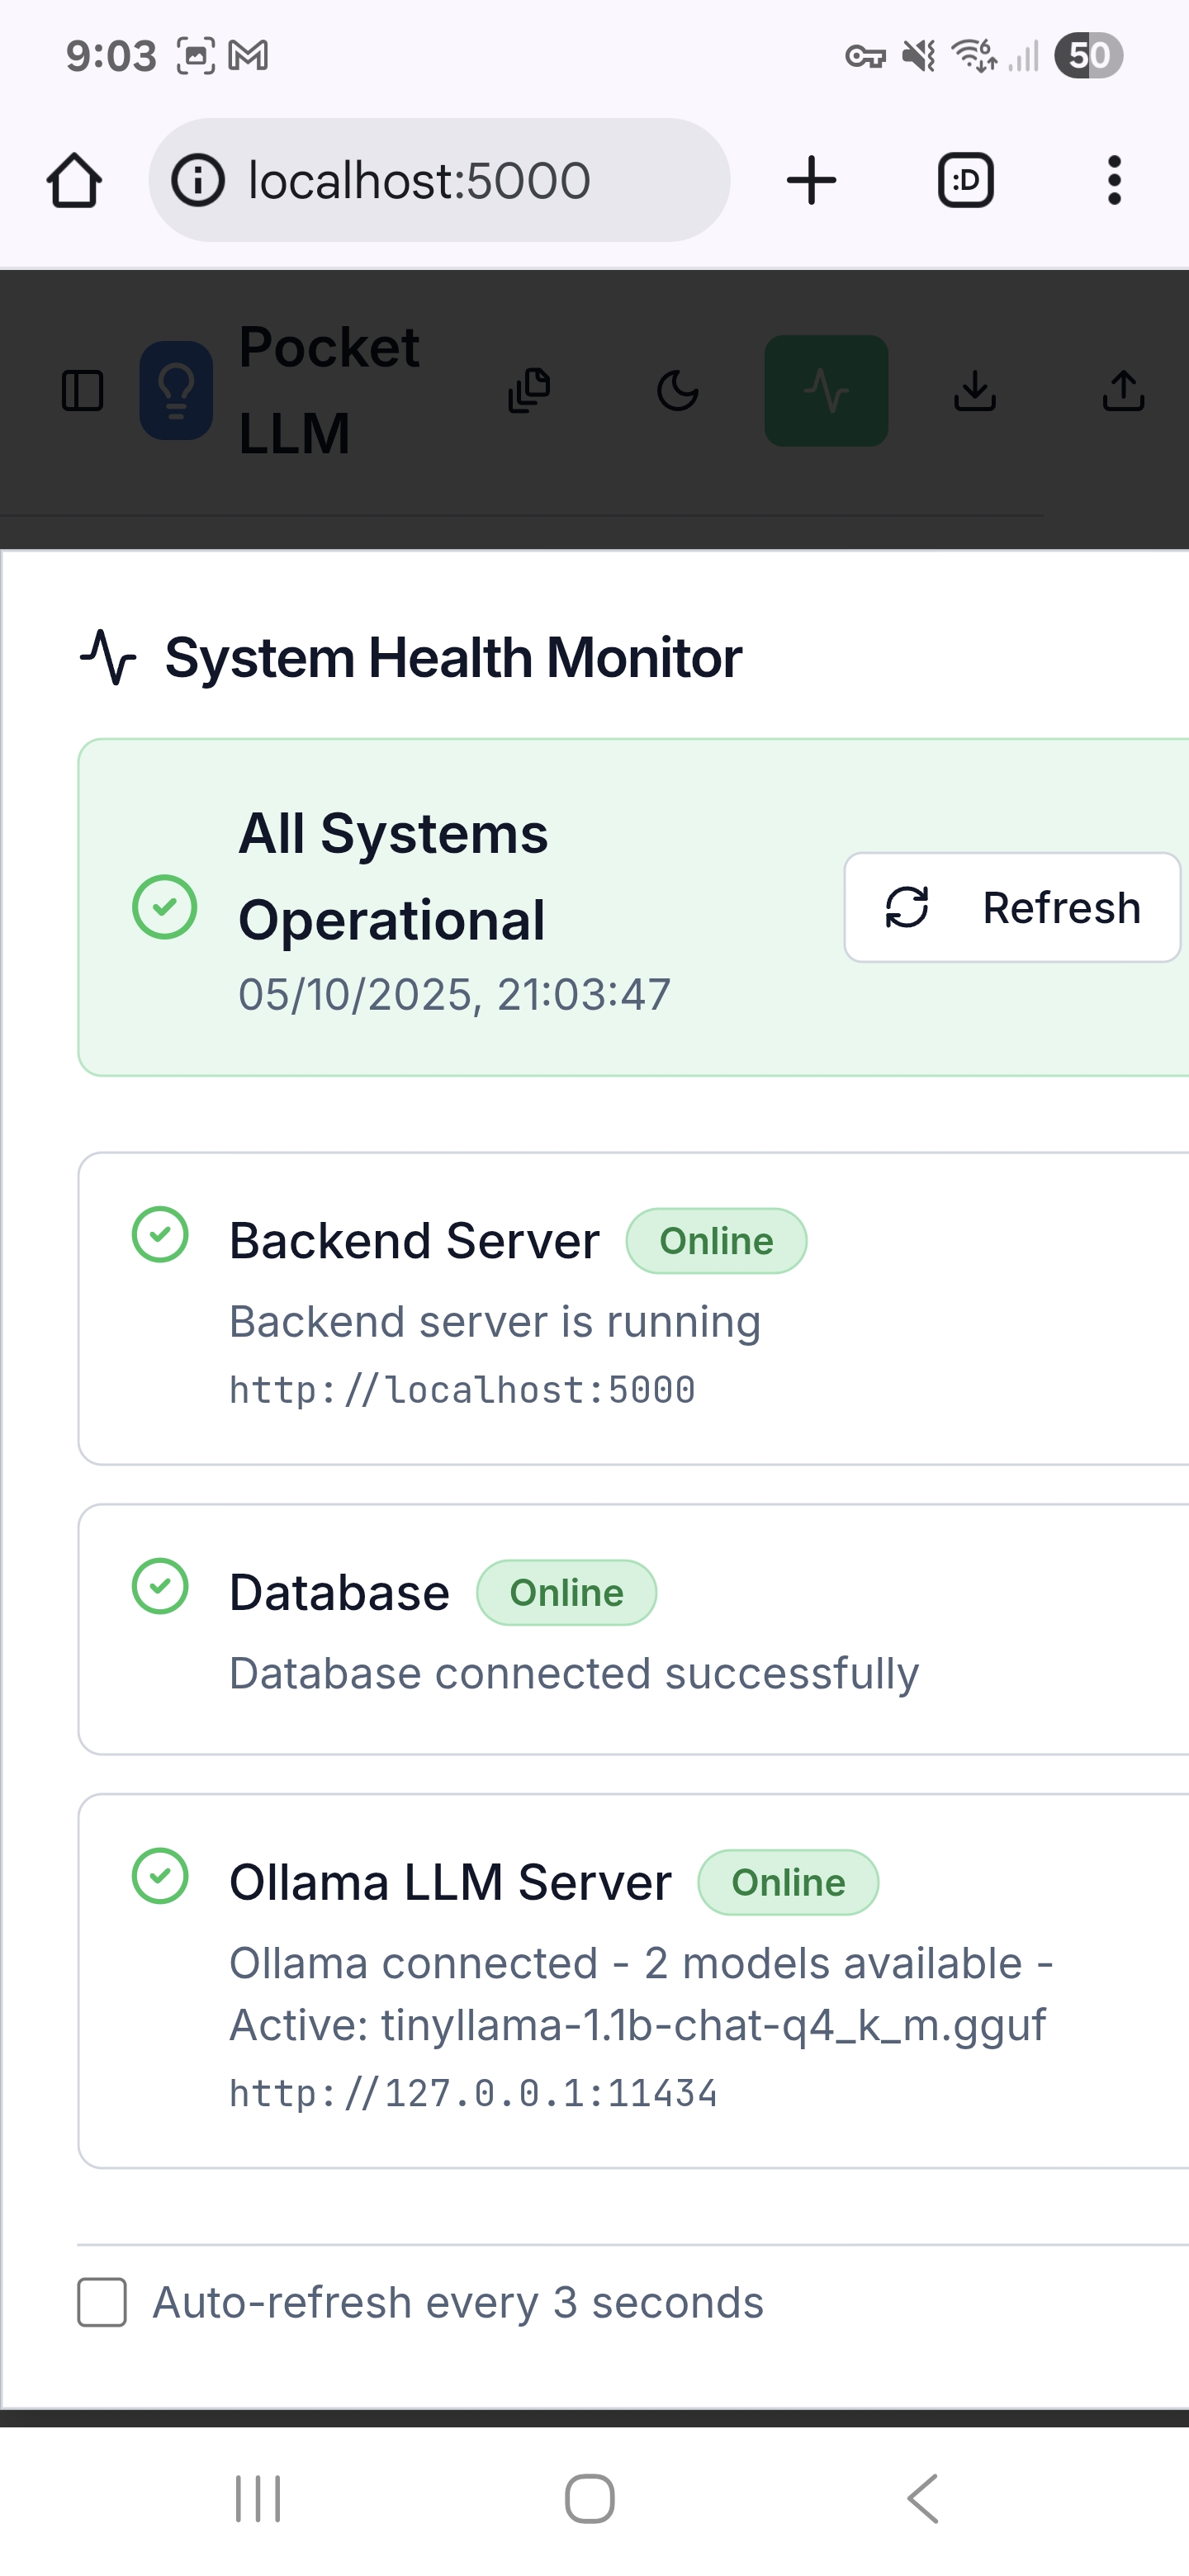 9:03
6
50
localhost:5000
:D
Pocket
LLM
System Health Monitor
All Systems
Operational
05/10/2025, 21:03:47
Refresh
Backend Server
Online
Backend server is running
http://localhost:5000
Database
Online
Database connected successfully
Ollama LLM Server
Online
Ollama connected - 2 models available -
Active: tinyllama-1.1b-chat-q4_k_m.gguf
http://127.0.0.1:11434
Auto-refresh every 3 seconds